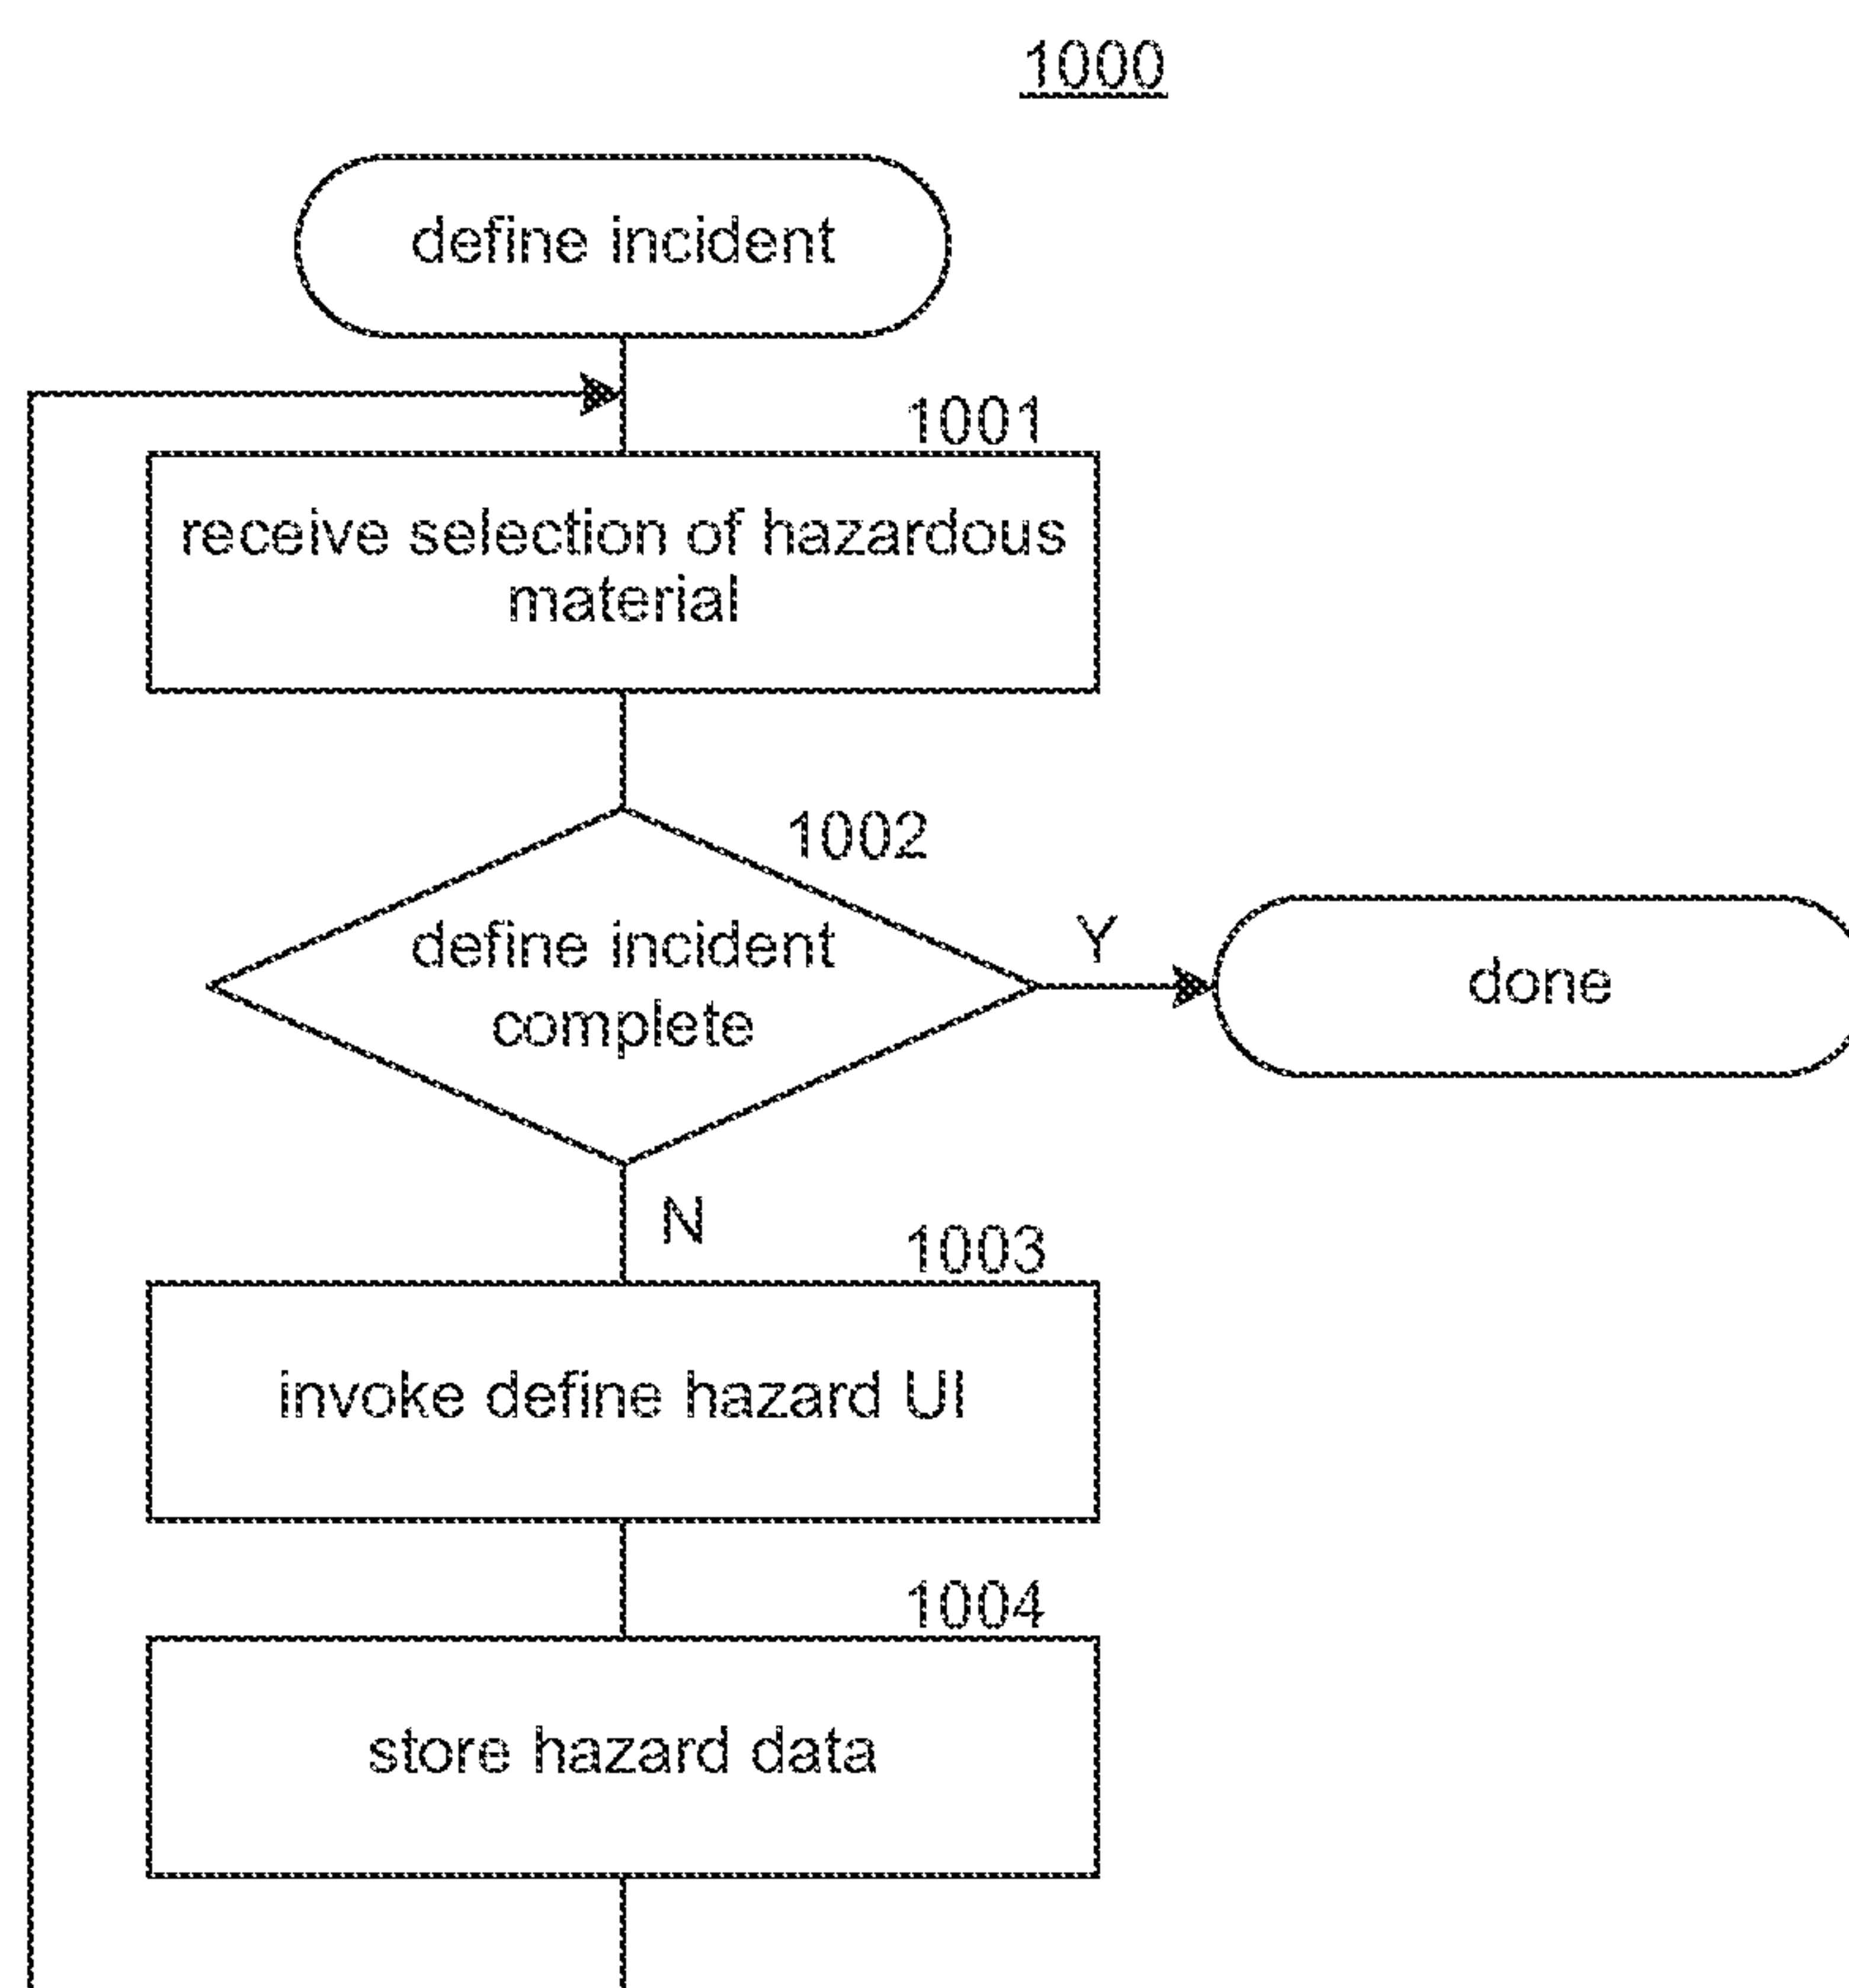 1000
define incident
1001
receive selection of hazardous
material
1002
define incident
complete
Y
done
N
1003
invoke define hazard UI
1004
store hazard data